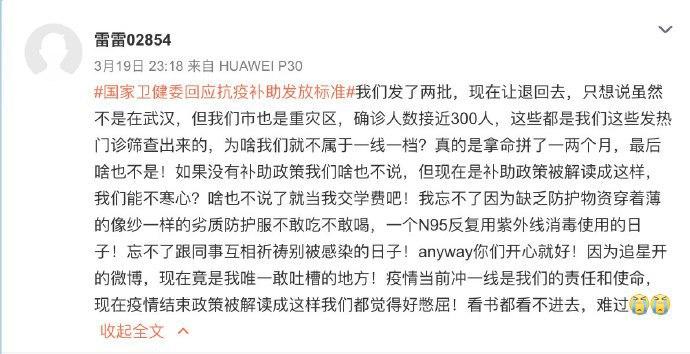 雷雷02854
3月19日 23:18 来自 HUAWEI P30
#国家卫健委回应抗疫补助发放标准#我们发了两批，现在让退回去，只想说虽然
不是在武汉，但我们市也是重灾区，确诊人数接近300人，这些都是我们这些发热
门诊筛查出来的，为啥我们就不属于一线一档？真的是拿命拼了一两个月，最后
啥也不是！如果没有补助政策我们啥也不说，但现在是补助政策被解读成这样，
我们能不寒心？啥也不说了就当我交学费吧！我忘不了因为缺乏防护物资穿着薄
的像纱一样的劣质防护服不敢吃不敢喝，一个N95反复用紫外线消毒使用的日
子！忘不了跟同事互相祈祷别被感染的日子！anyway你们开心就好！因为追星开
的微博，现在竟是我唯一敢吐槽的地方！疫情当前冲一线是我们的责任和使命，
现在疫情结束政策被解读成这样我们都觉得好憋屈！看书都看不进去，难过😭😭
收起全文